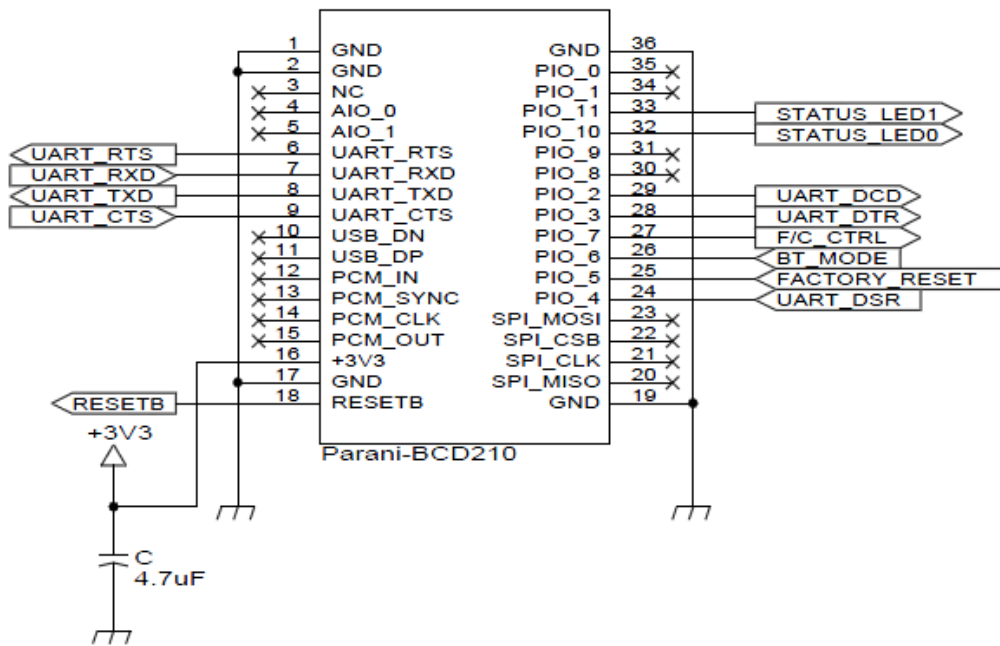 1 GND GND 36
2 GND PIO_0 35
3 NC PIO_1 34
4 AIO_0 PIO_11 33 STATUS_LED1
5 AIO_1 PIO_10 32 STATUS_LED0
UART_RTS 6 UART_RTS PIO_9 31
UART_RXD 7 UART_RXD PIO_8 30
UART_TXD 8 UART_TXD PIO_2 29 UART_DCD
UART_CTS 9 UART_CTS PIO_3 28 UART_DTR
10 USB_DN PIO_7 27 F/C_CTRL
11 USB_DP PIO_6 26 BT_MODE
12 PCM_IN PIO_5 25 FACTORY_RESET
13 PCM_SYNC PIO_4 24 UART_DSR
14 PCM_CLK SPI_MOSI 23
15 PCM_OUT SPI_CSB 22
16 +3V3 SPI_CLK 21
17 GND SPI_MISO 20
RESETB 18 RESETB GND 19
+3V3
Parani-BCD210
C
4.7uF